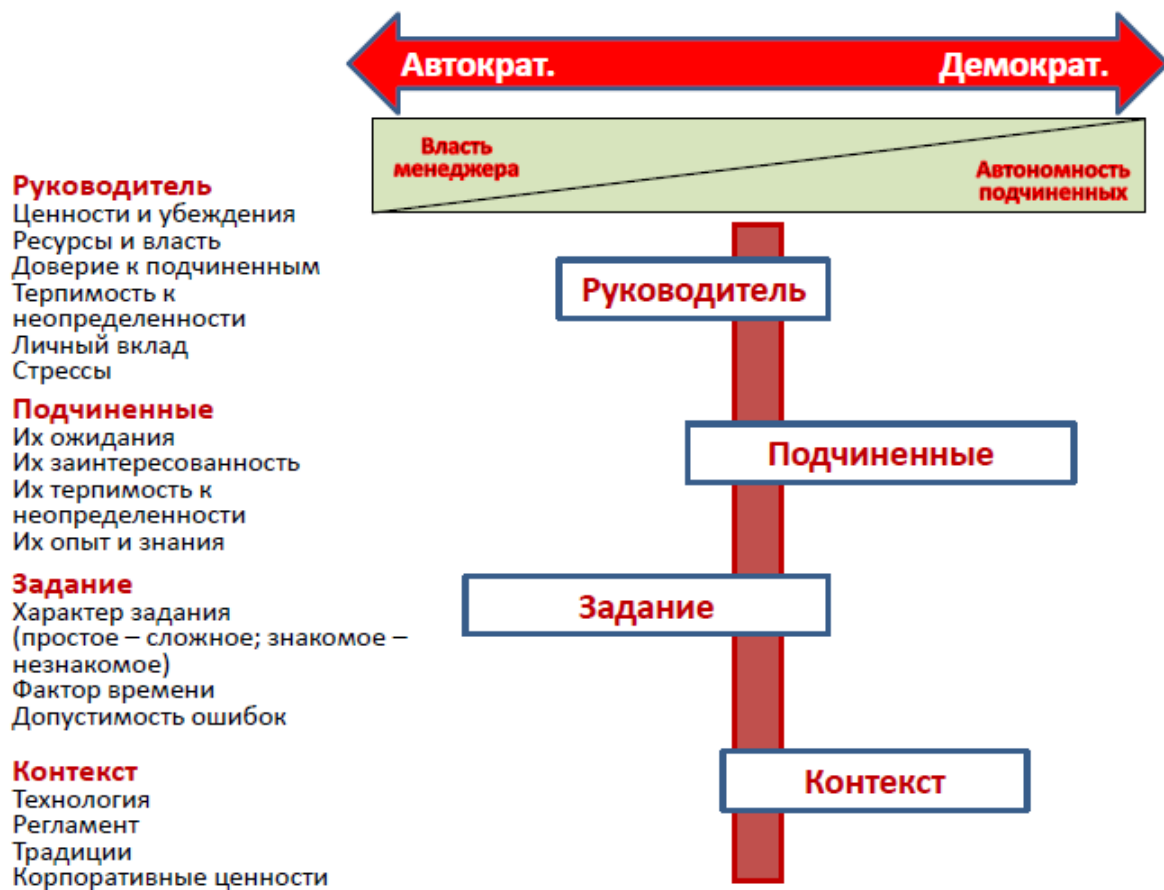 Автократ.
Демократ.
Власть
менеджера
Автономность
подчиненных
Руководитель
Ценности и убеждения
Ресурсы и власть
Доверие к подчиненным
Терпимость к
неопределенности
Личный вклад
Стрессы
Руководитель
Подчиненные
Их ожидания
Их заинтересованность
Их терпимость к
неопределенности
Их опыт и знания
Подчиненные
Задание
Характер задания
(простое – сложное; знакомое –
незнакомое)
Фактор времени
Допустимость ошибок
Задание
Контекст
Технология
Регламент
Традиции
Корпоративные ценности
Контекст